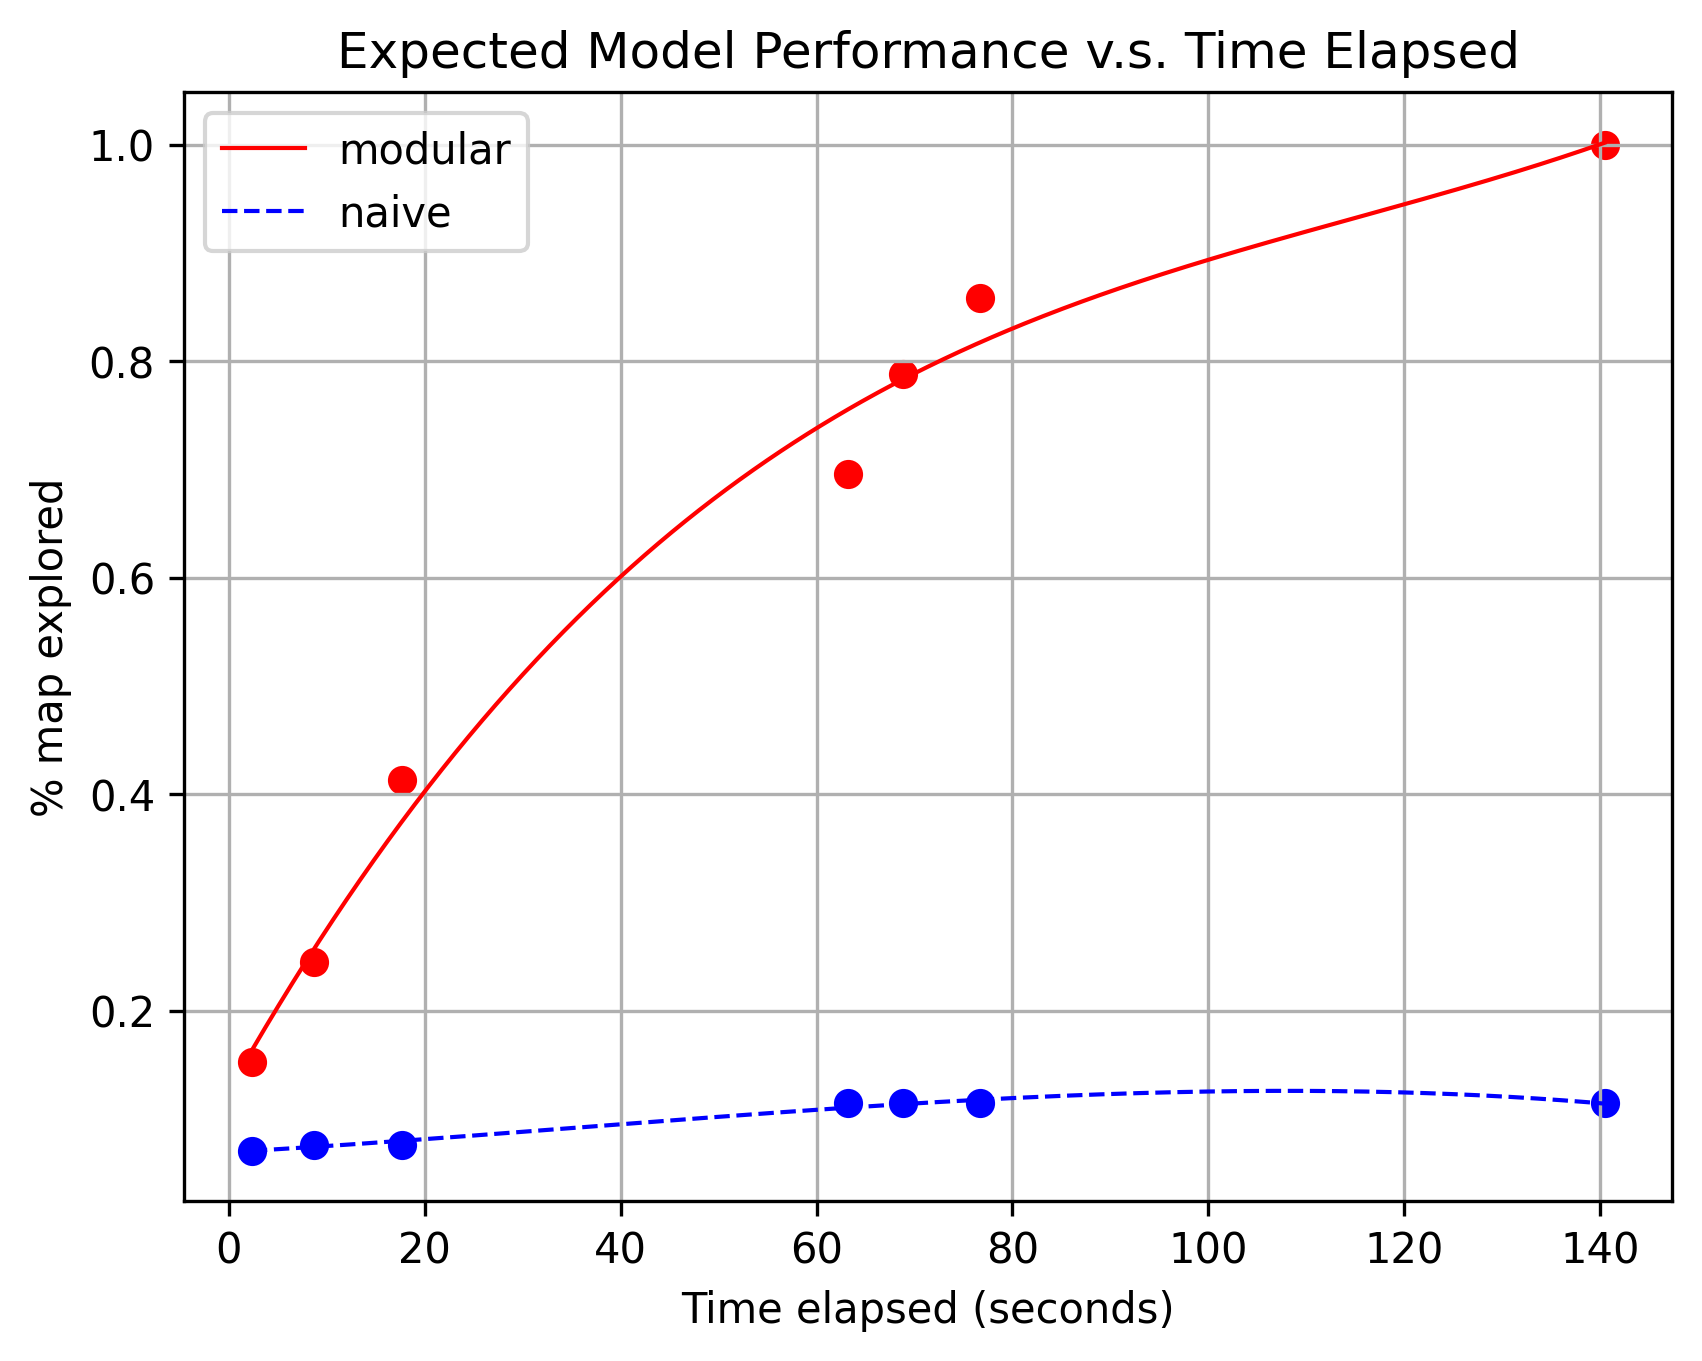 Expected Model Performance v.s. Time Elapsed
modular
naive
% map explored
1.0
0.8
0.6
0.4
0.2
0 20 40 60 80 100 120 140
Time elapsed (seconds)